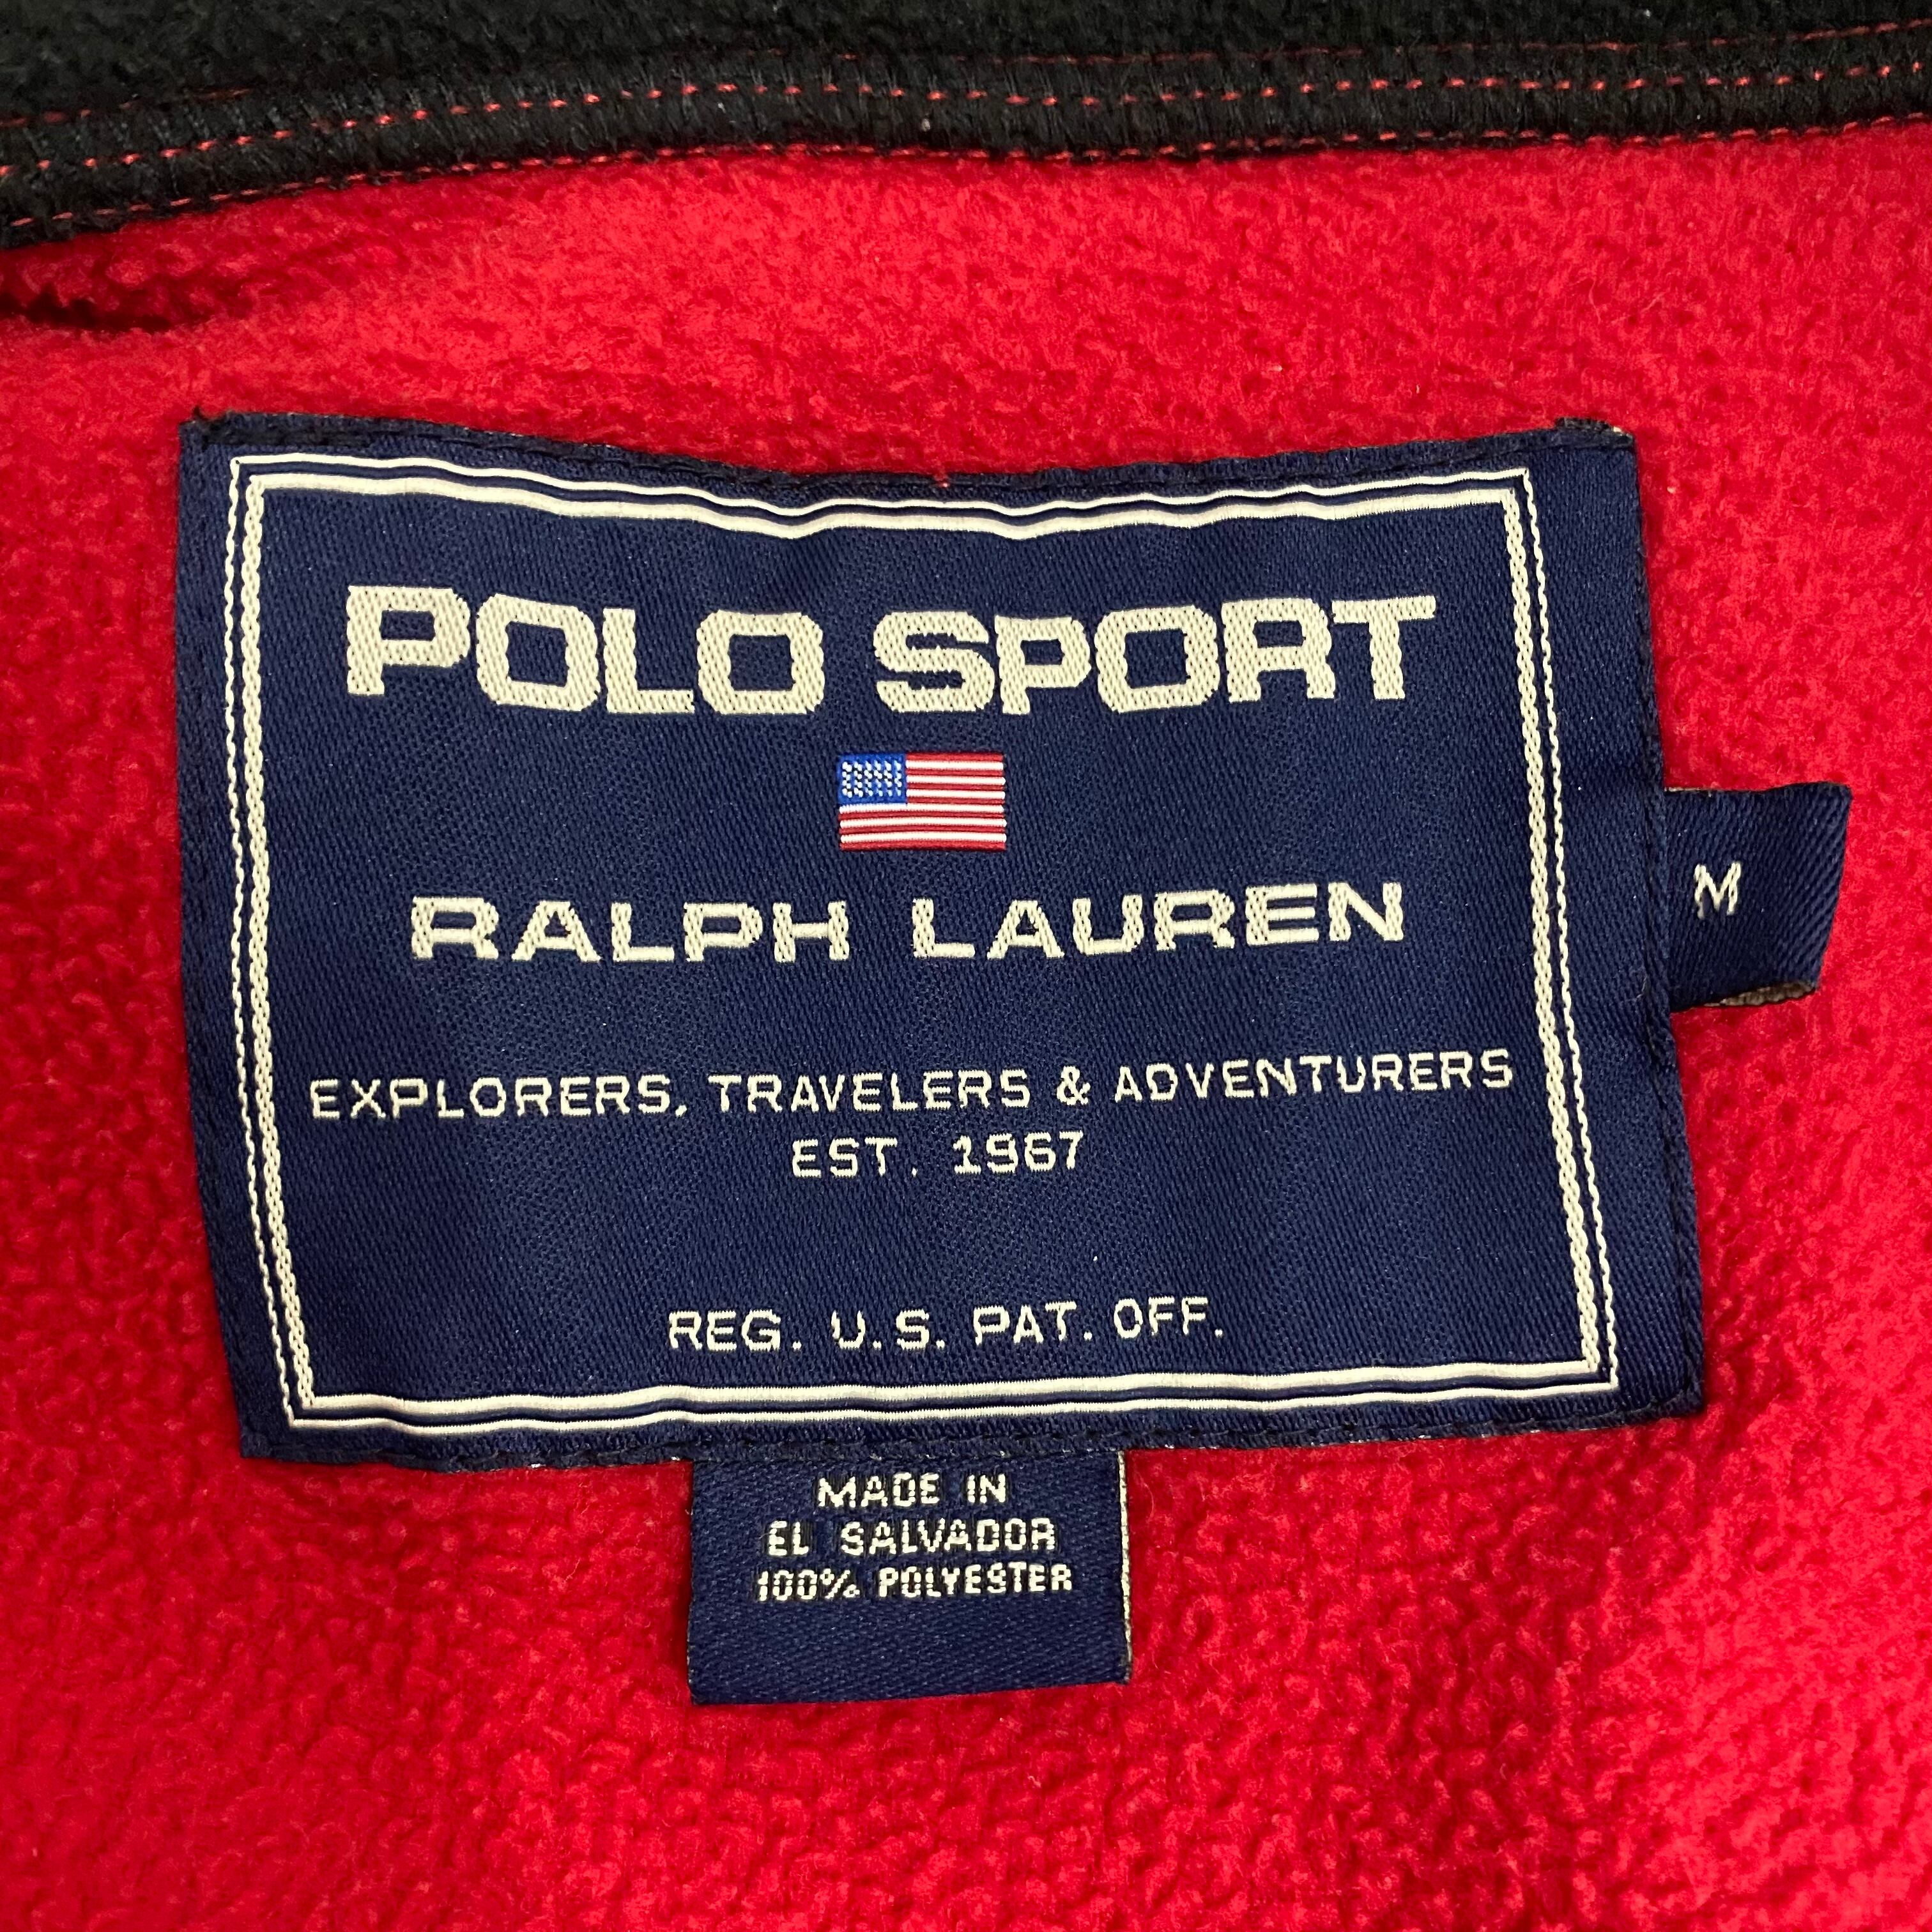 POLO SPORT
RALPH LAUREN
M
EXPLORERS, TRAVELERS & ADVENTURERS
EST. 1967
REG. U.S. PAT. OFF.
MADE IN
EL SALVADOR
100% POLYESTER